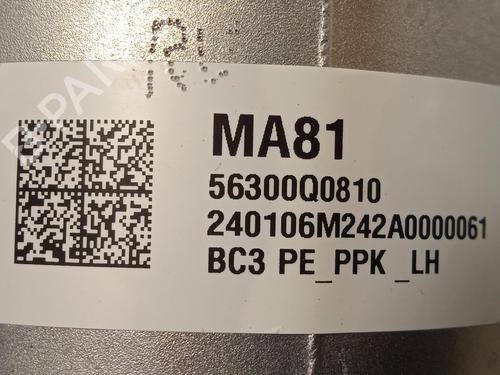 MA81
56300Q0810
240106M242A0000061
BC3 PE_PPK _LH